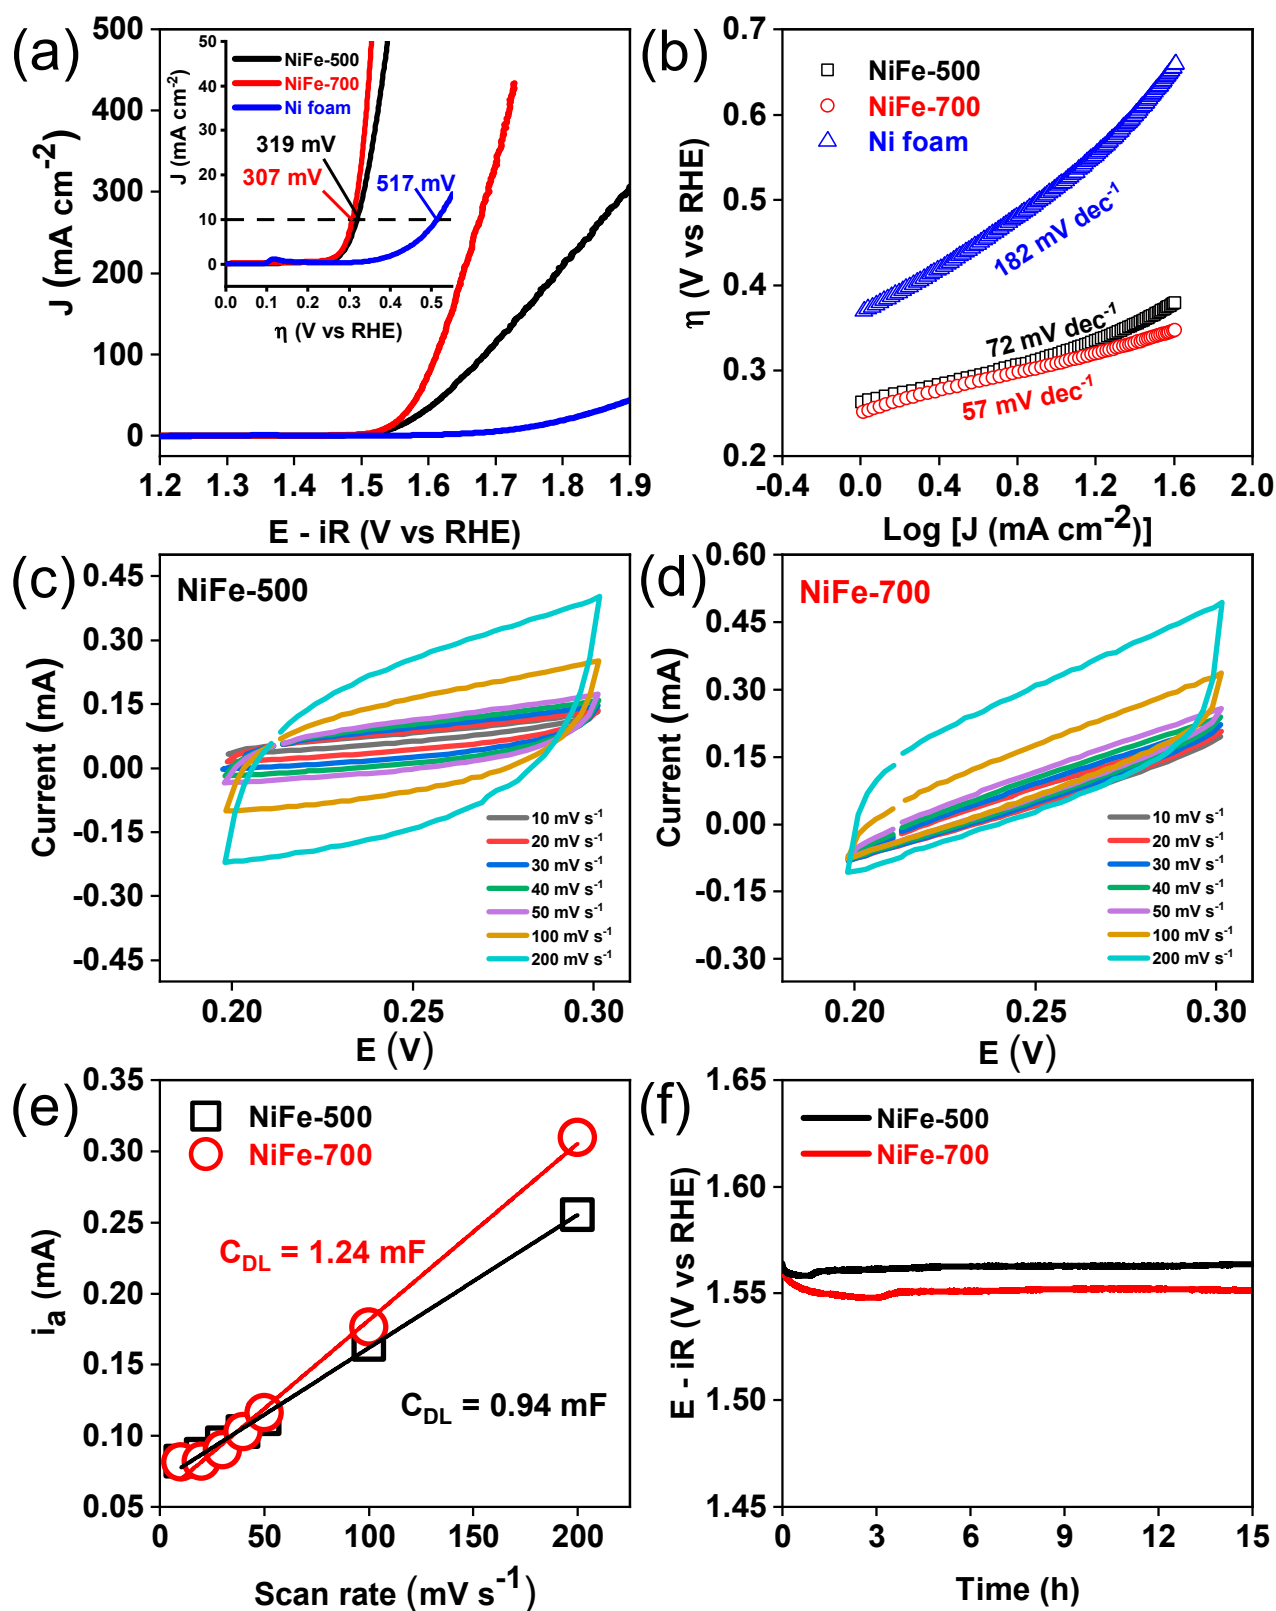 (a)
500
400
300
200
100
0
J (mA cm-2)
1.2 1.3 1.4 1.5 1.6 1.7 1.8 1.9
E - iR (V vs RHE)
50
40
30
20
10
0
J (mA cm-2)
NiFe-500
NiFe-700
Ni foam
319 mV
307 mV
517 mV
0.0 0.1 0.2 0.3 0.4 0.5
η (V vs RHE)
(b)
0.7
0.6
0.5
0.4
0.3
0.2
η (V vs RHE)
NiFe-500
NiFe-700
Ni foam
182 mV dec-1
72 mV dec-1
57 mV dec-1
-0.4 0.0 0.4 0.8 1.2 1.6 2.0
Log [J (mA cm-2)]
(c)
NiFe-500
0.45
0.30
0.15
0.00
-0.15
-0.30
-0.45
Current (mA)
10 mV s-1
20 mV s-1
30 mV s-1
40 mV s-1
50 mV s-1
100 mV s-1
200 mV s-1
0.20 0.25 0.30
E (V)
(d)
NiFe-700
0.60
0.45
0.30
0.15
0.00
-0.15
-0.30
Current (mA)
10 mV s-1
20 mV s-1
30 mV s-1
40 mV s-1
50 mV s-1
100 mV s-1
200 mV s-1
0.20 0.25 0.30
E (V)
(e)
0.35
0.30
0.25
0.20
0.15
0.10
0.05
ia (mA)
NiFe-500
NiFe-700
CDL = 1.24 mF
CDL = 0.94 mF
0 50 100 150 200
Scan rate (mV s-1)
(f)
1.65
1.60
1.55
1.50
1.45
E - iR (V vs RHE)
NiFe-500
NiFe-700
0 3 6 9 12 15
Time (h)